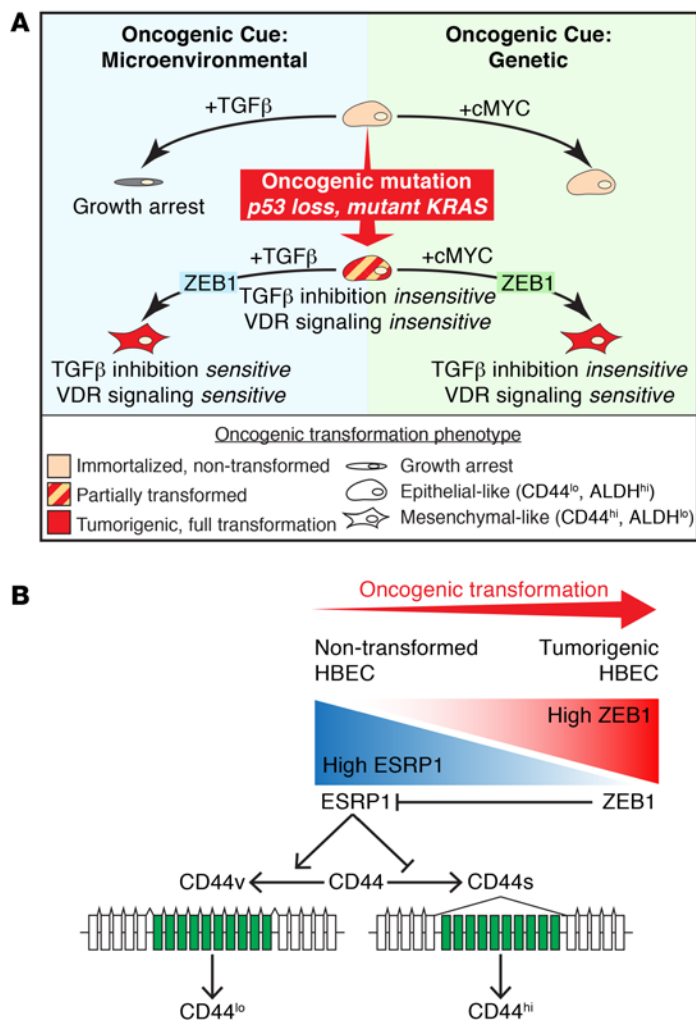 A
Oncogenic Cue:
Microenvironmental
Oncogenic Cue:
Genetic
+TGFβ
+cMYC
Growth arrest
Oncogenic mutation
p53 loss, mutant KRAS
+TGFβ
+cMYC
ZEB1
ZEB1
TGFβ inhibition insensitive
VDR signaling insensitive
TGFβ inhibition sensitive
VDR signaling sensitive
TGFβ inhibition insensitive
VDR signaling sensitive
Oncogenic transformation phenotype
Immortalized, non-transformed
Growth arrest
Partially transformed
Epithelial-like (CD44lo, ALDHhi)
Tumorigenic, full transformation
Mesenchymal-like (CD44hi, ALDHlo)
B
Oncogenic transformation
Non-transformed
HBEC
Tumorigenic
HBEC
High ZEB1
High ESRP1
ESRP1
ZEB1
CD44v
CD44
CD44s
CD44lo
CD44hi